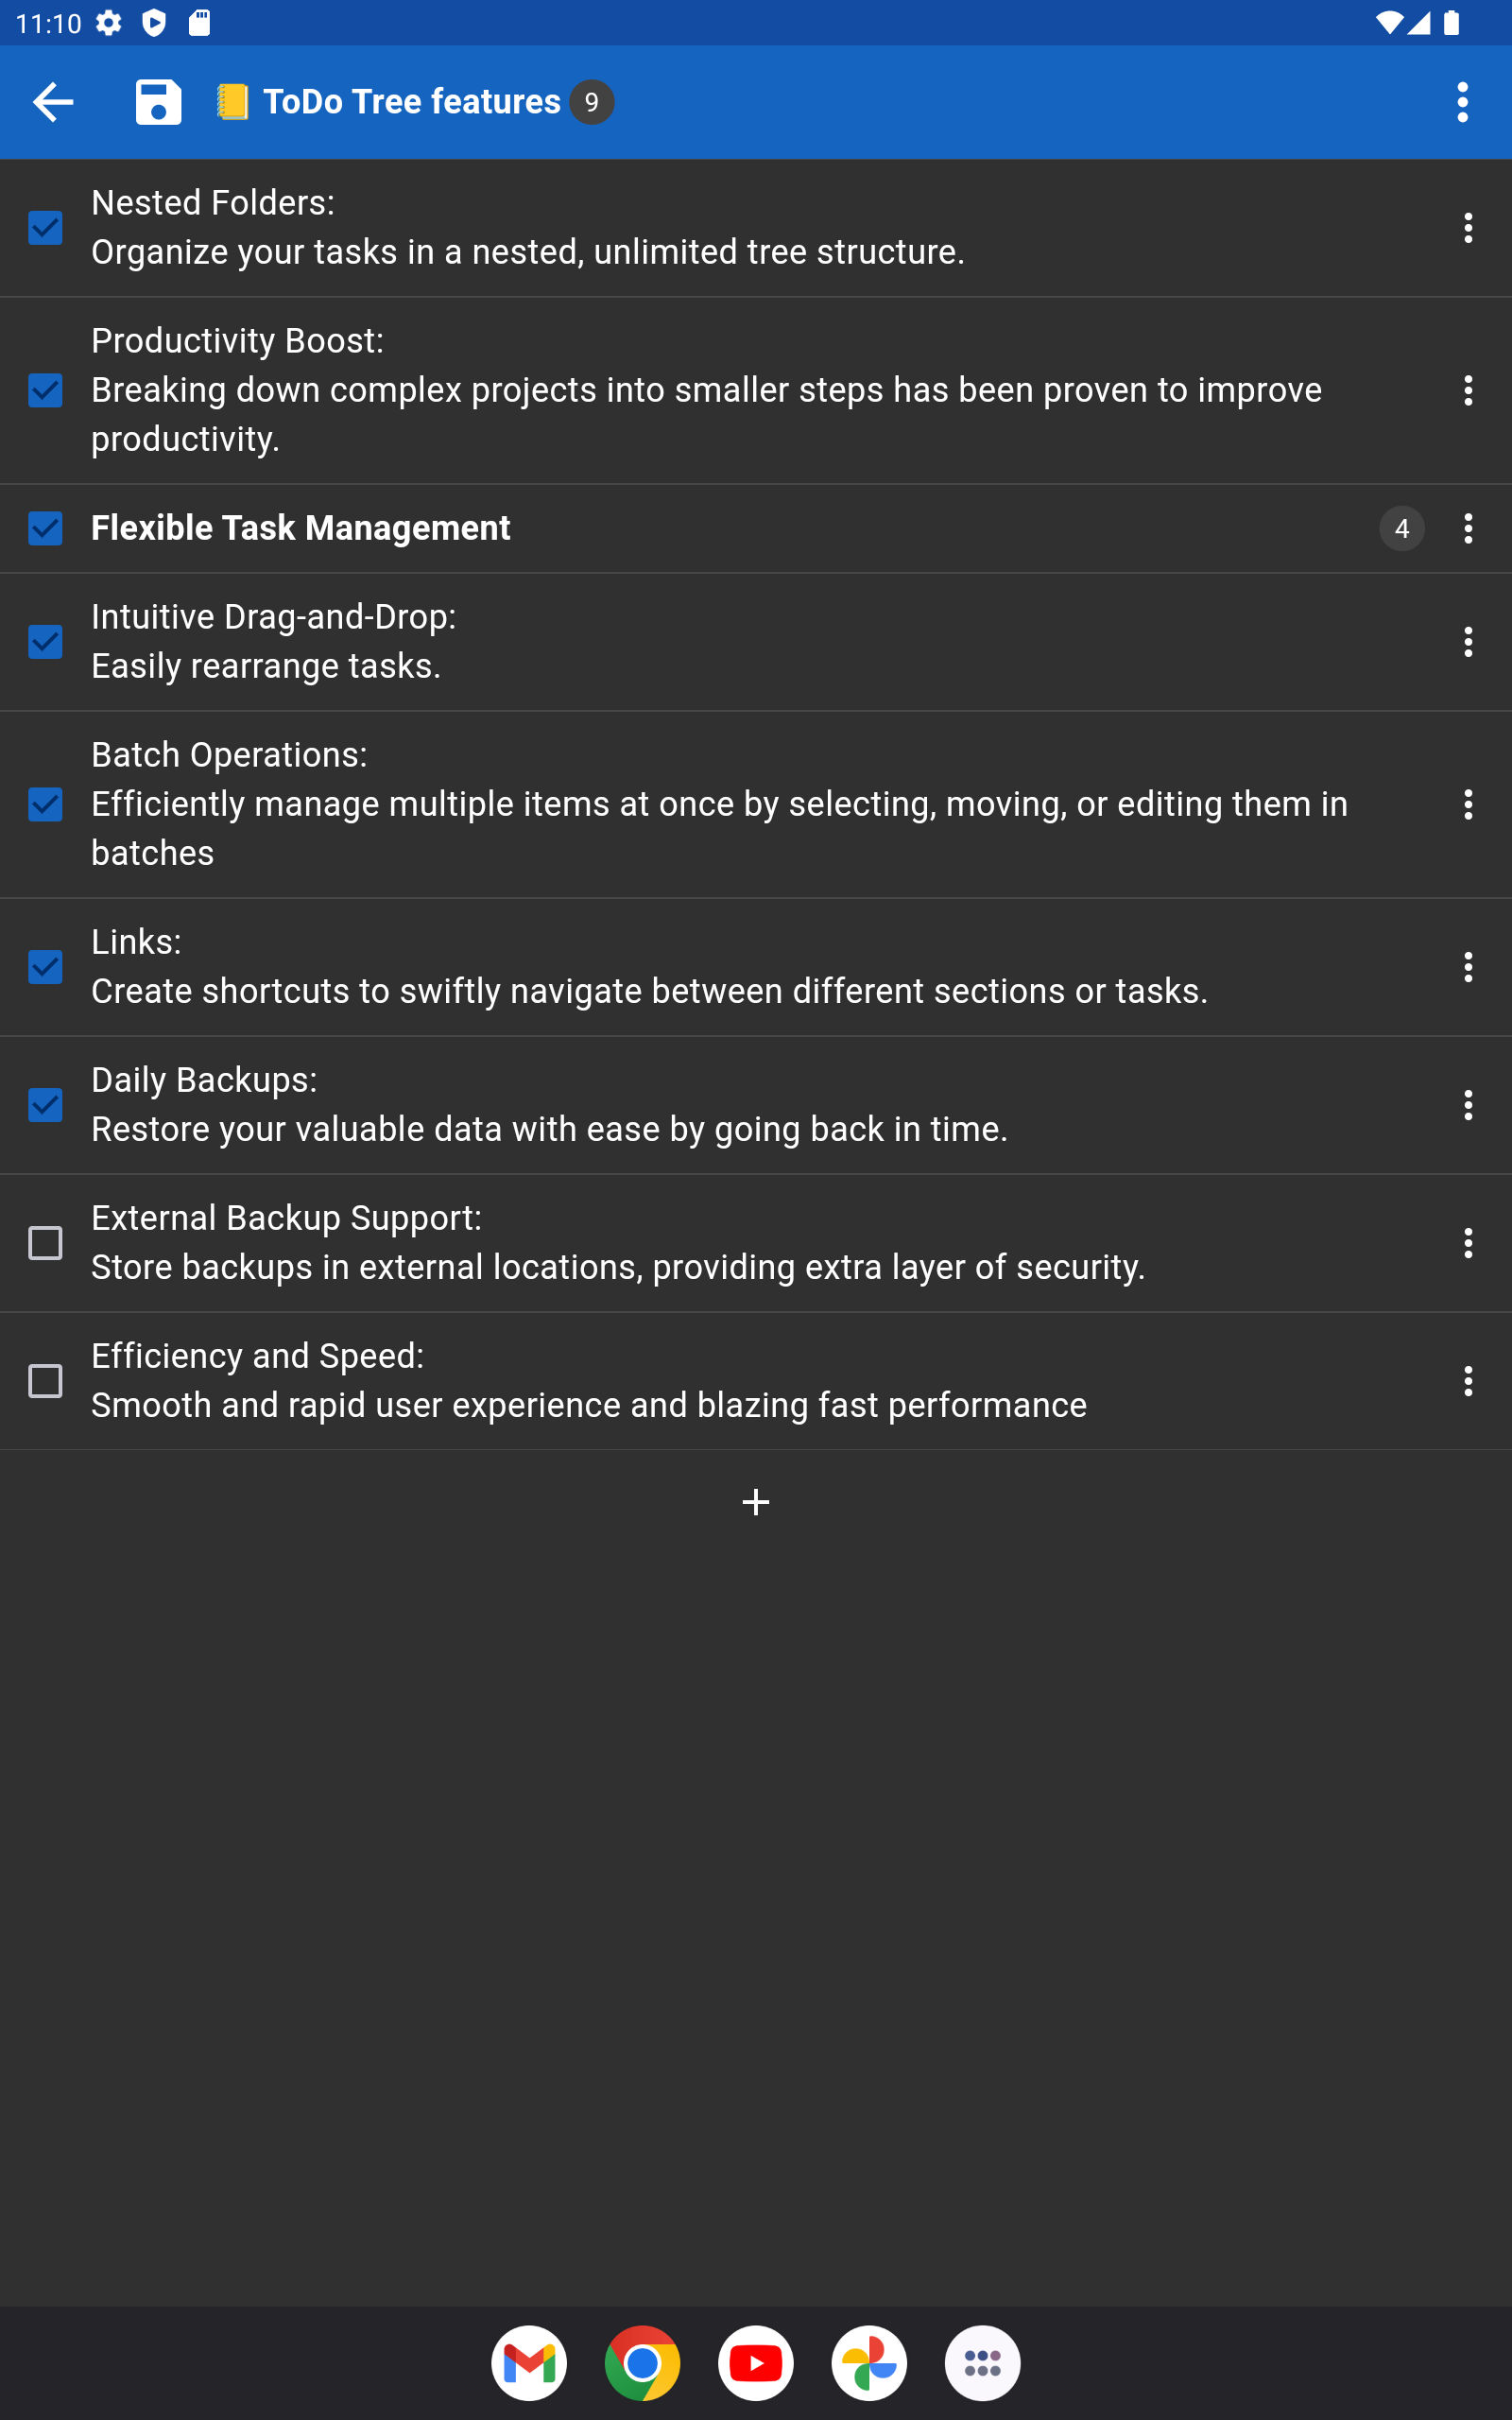 11:10
ToDo Tree features 9
Nested Folders:
Organize your tasks in a nested, unlimited tree structure.
Productivity Boost:
Breaking down complex projects into smaller steps has been proven to improve
productivity.
Flexible Task Management 4
Intuitive Drag-and-Drop:
Easily rearrange tasks.
Batch Operations:
Efficiently manage multiple items at once by selecting, moving, or editing them in
batches
Links:
Create shortcuts to swiftly navigate between different sections or tasks.
Daily Backups:
Restore your valuable data with ease by going back in time.
External Backup Support:
Store backups in external locations, providing extra layer of security.
Efficiency and Speed:
Smooth and rapid user experience and blazing fast performance